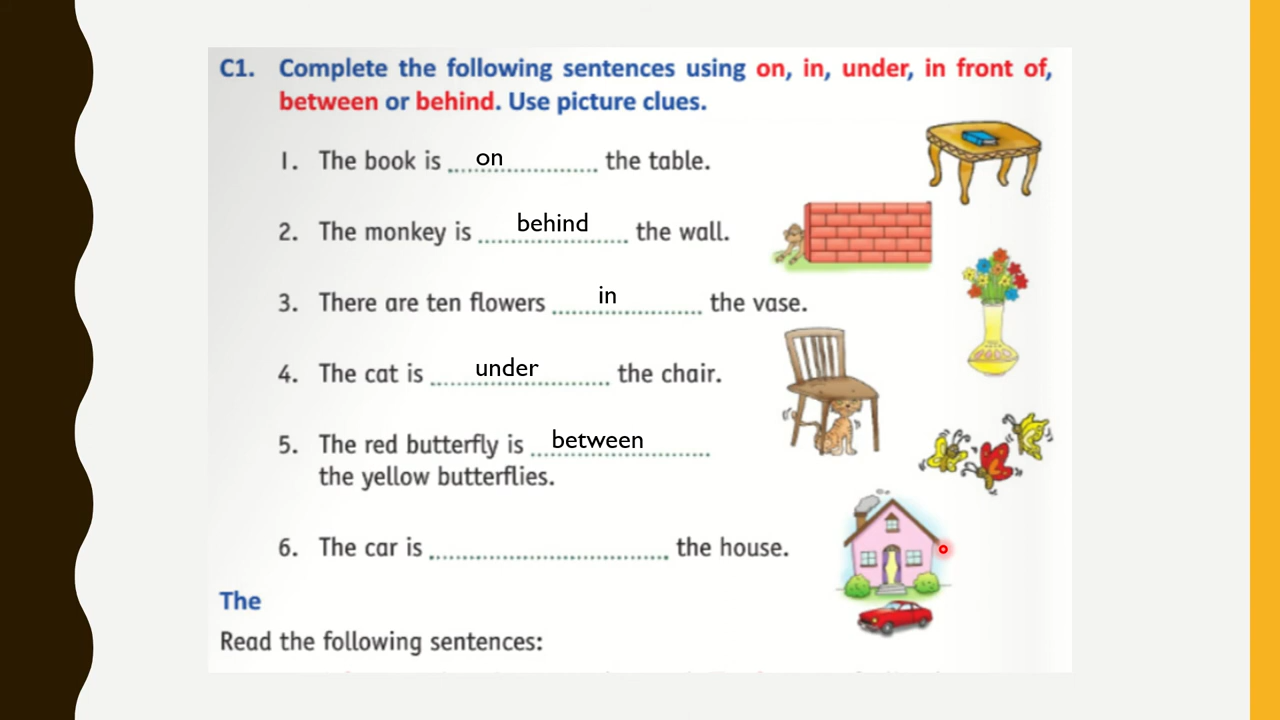 C1. Complete the following sentences using on, in, under, in front of,
between or behind. Use picture clues.
1. The book is on the table.
2. The monkey is behind the wall.
3. There are ten flowers in the vase.
4. The cat is under the chair.
5. The red butterfly is between
the yellow butterflies.
6. The car is ........................ the house.
The
Read the following sentences: